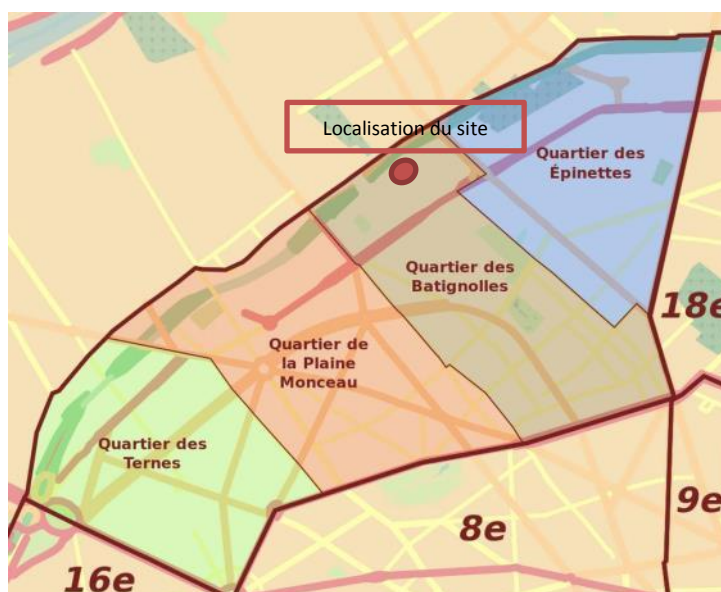 Localisation du site
Quartier des
Épinettes
Quartier des
Batignolles
18e
Quartier de
la Plaine
Monceau
Quartier des
Ternes
9e
8e
16e